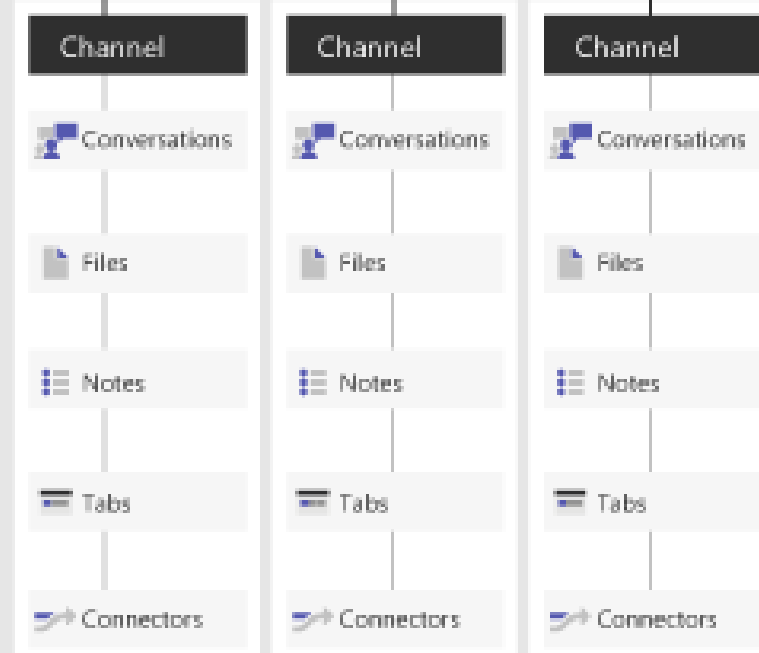 Channel
Conversations
Files
Notes
Tabs
Connectors
Channel
Conversations
Files
Notes
Tabs
Connectors
Channel
Conversations
Files
Notes
Tabs
Connectors